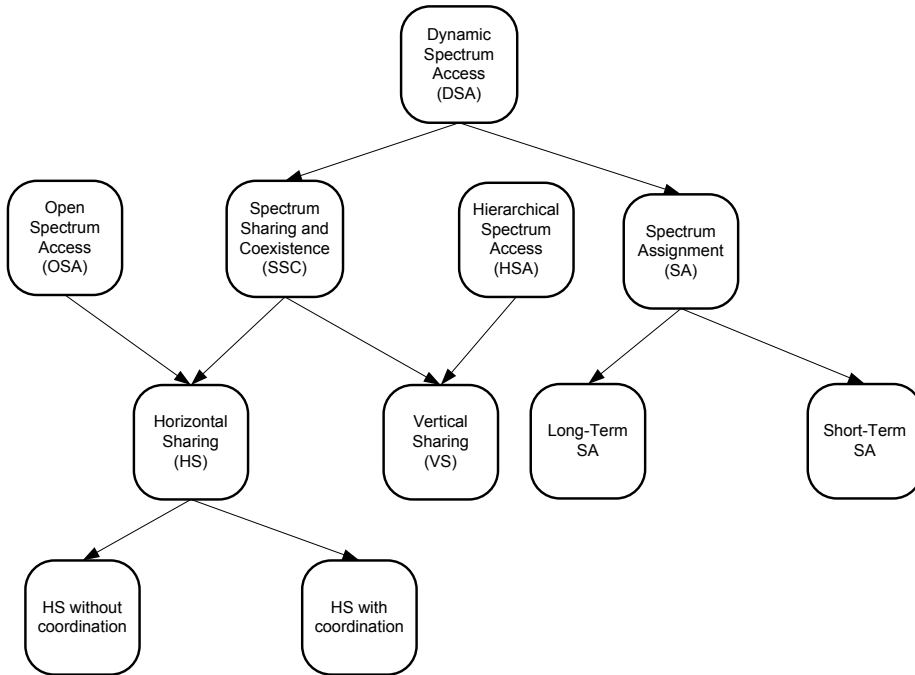 Dynamic
Spectrum
Access
(DSA)
Open
Spectrum
Access
(OSA)
Spectrum
Sharing and
Coexistence
(SSC)
Hierarchical
Spectrum
Access
(HSA)
Spectrum
Assignment
(SA)
Horizontal
Sharing
(HS)
Vertical
Sharing
(VS)
Long-Term
SA
Short-Term
SA
HS without
coordination
HS with
coordination